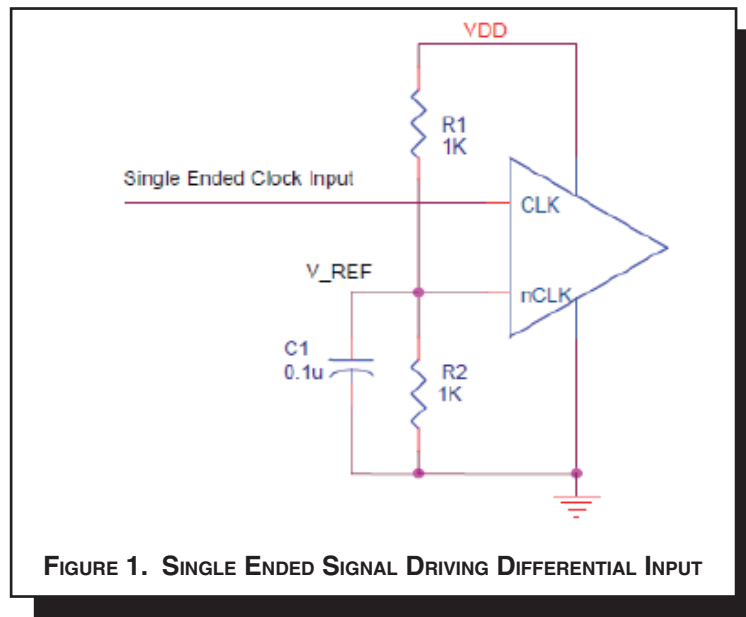 VDD
R1
1K
Single Ended Clock Input
CLK
V_REF
nCLK
C1
0.1u
R2
1K
FIGURE 1. SINGLE ENDED SIGNAL DRIVING DIFFERENTIAL INPUT